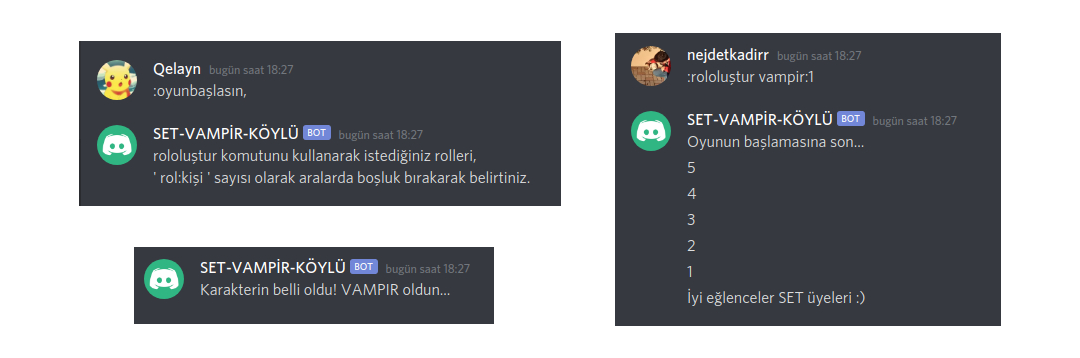 Qelayn bugün saat 18:27
:oyunbaşlasın,
SET-VAMPİR-KÖYLÜ BOT bugün saat 18:27
rololuştur komutunu kullanarak istediğiniz rolleri,
' rol:kişi ' sayısı olarak aralarda boşluk bırakarak belirtiniz.
SET-VAMPİR-KÖYLÜ BOT bugün saat 18:27
Karakterin belli oldu! VAMPIR oldun...
nejdetkadirr bugün saat 18:27
:rololuştur vampir:1
SET-VAMPİR-KÖYLÜ BOT bugün saat 18:27
Oyunun başlamasına son...
5
4
3
2
1
İyi eğlenceler SET üyeleri :)